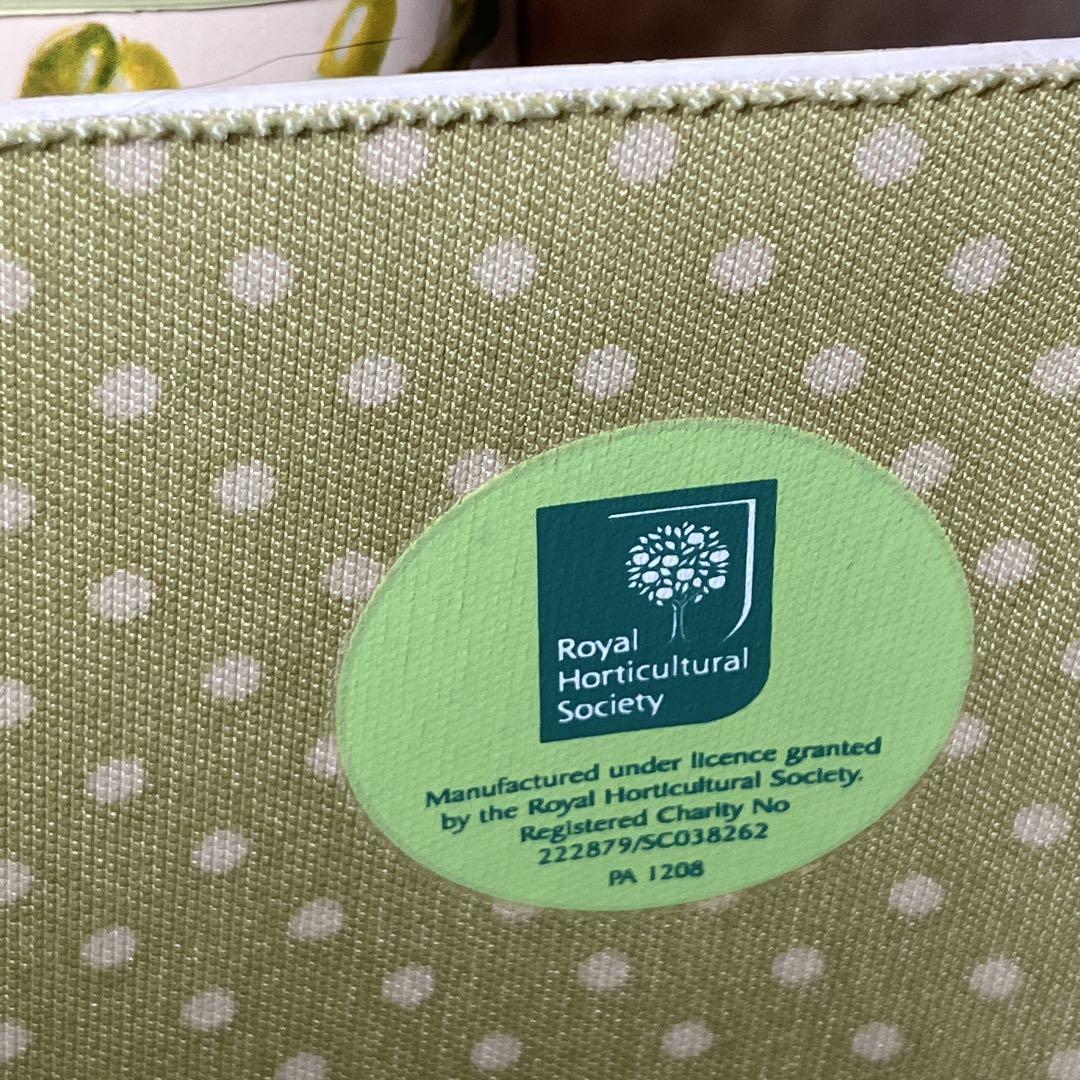 Royal
Horticultural
Society
Manufactured under licence granted
by the Royal Horticultural Society.
Registered Charity No
222879/SC038262
PA 1208